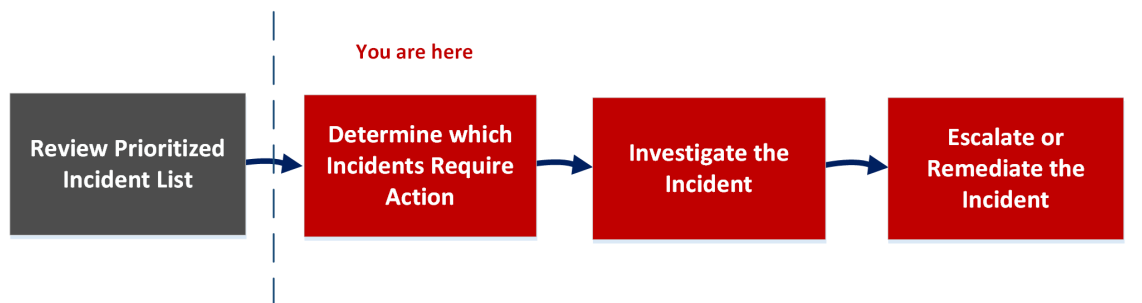 You are here
Review Prioritized
Incident List
Determine which
Incidents Require
Action
Investigate the
Incident
Escalate or
Remediate the
Incident